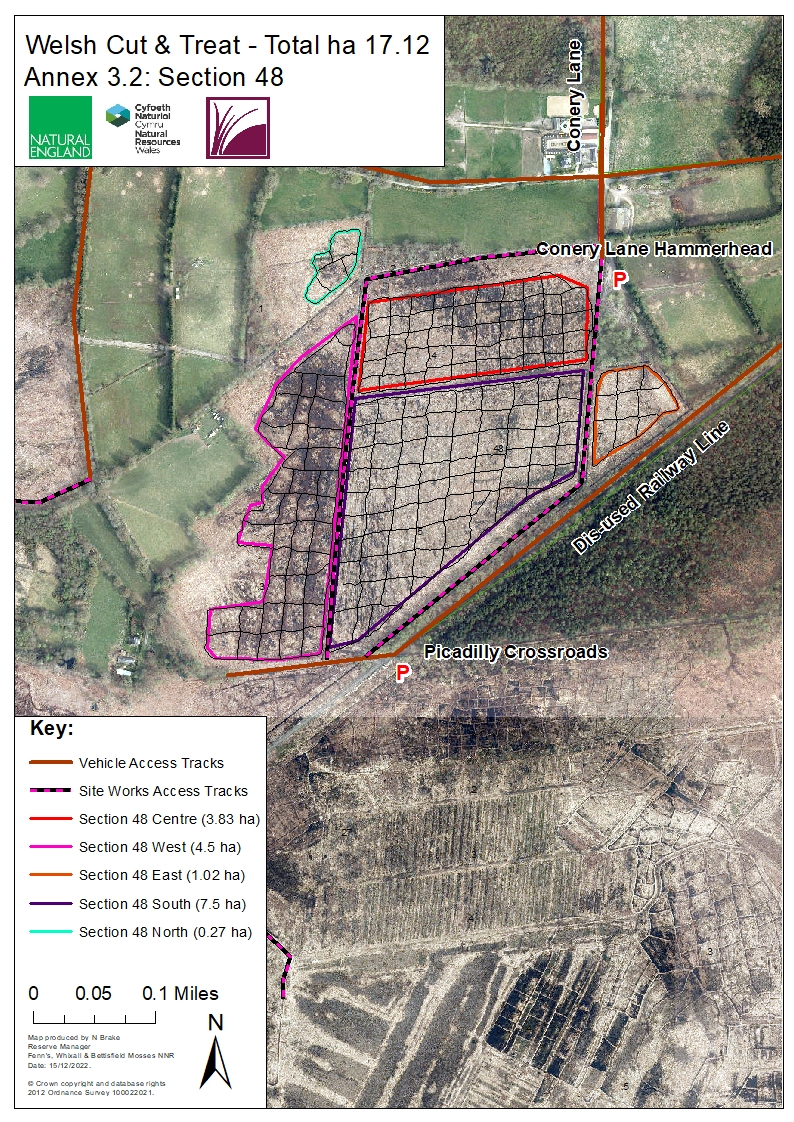 Welsh Cut & Treat - Total ha 17.12
Annex 3.2: Section 48
NATURAL
ENGLAND
Cyfoeth
Naturiol
Cymru
Natural
Resources
Wales
Conery Lane
Conery Lane Hammerhead
P
Dis-used Railway Line
Picadilly Crossroads
P
Key:
Vehicle Access Tracks
Site Works Access Tracks
Section 48 Centre (3.83 ha)
Section 48 West (4.5 ha)
Section 48 East (1.02 ha)
Section 48 South (7.5 ha)
Section 48 North (0.27 ha)
0 0.05 0.1 Miles
N
Map produced by N Brake
Reserve Manager
Fenn's, Whixall & Bettisfield Mosses NNR
Date: 15/12/2022.
© Crown copyright and database rights
2012 Ordnance Survey 100022021.